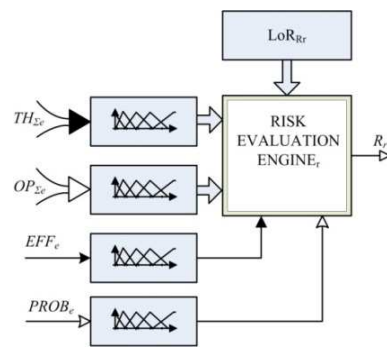 LoR_Rr
TH_Σe
RISK
EVALUATION
ENGINE_r
R_r
OP_Σe
EFF_e
PROB_e